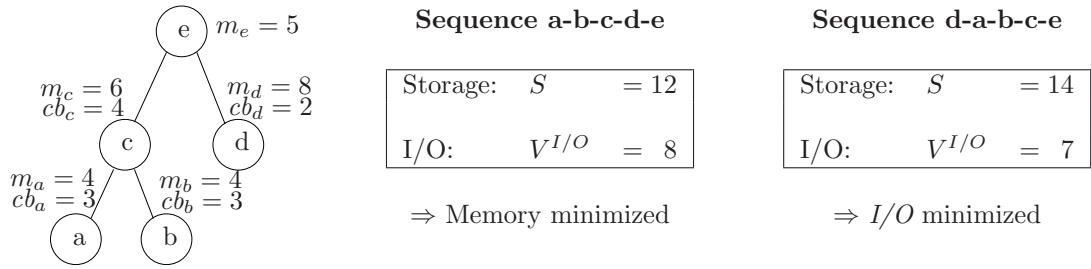 e m_e = 5
m_c = 6
cb_c = 4
m_d = 8
cb_d = 2
c
d
m_a = 4
cb_a = 3
m_b = 4
cb_b = 3
a
b
Sequence a-b-c-d-e
Storage: S = 12
I/O: V^{I/O} = 8
⇒ Memory minimized
Sequence d-a-b-c-e
Storage: S = 14
I/O: V^{I/O} = 7
⇒ I/O minimized